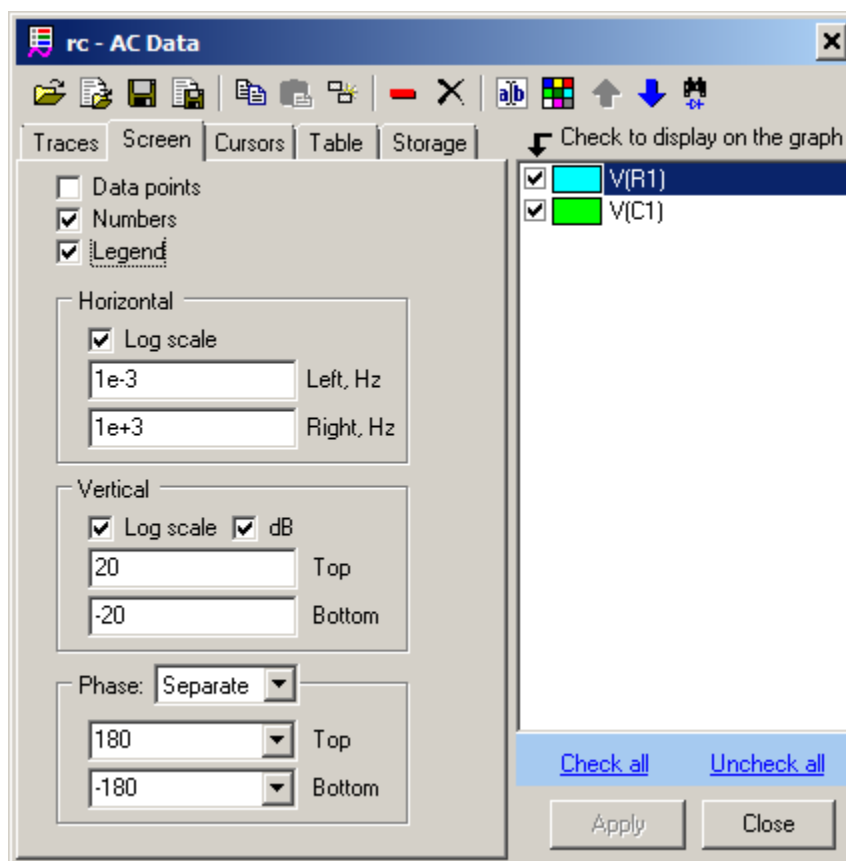 rc - AC Data
Traces Screen Cursors Table Storage
Check to display on the graph
Data points
Numbers
Legend
Horizontal
Log scale
1e-3 Left, Hz
1e+3 Right, Hz
Vertical
Log scale dB
20 Top
-20 Bottom
Phase: Separate
180 Top
-180 Bottom
V(R1)
V(C1)
Check all Uncheck all
Apply Close